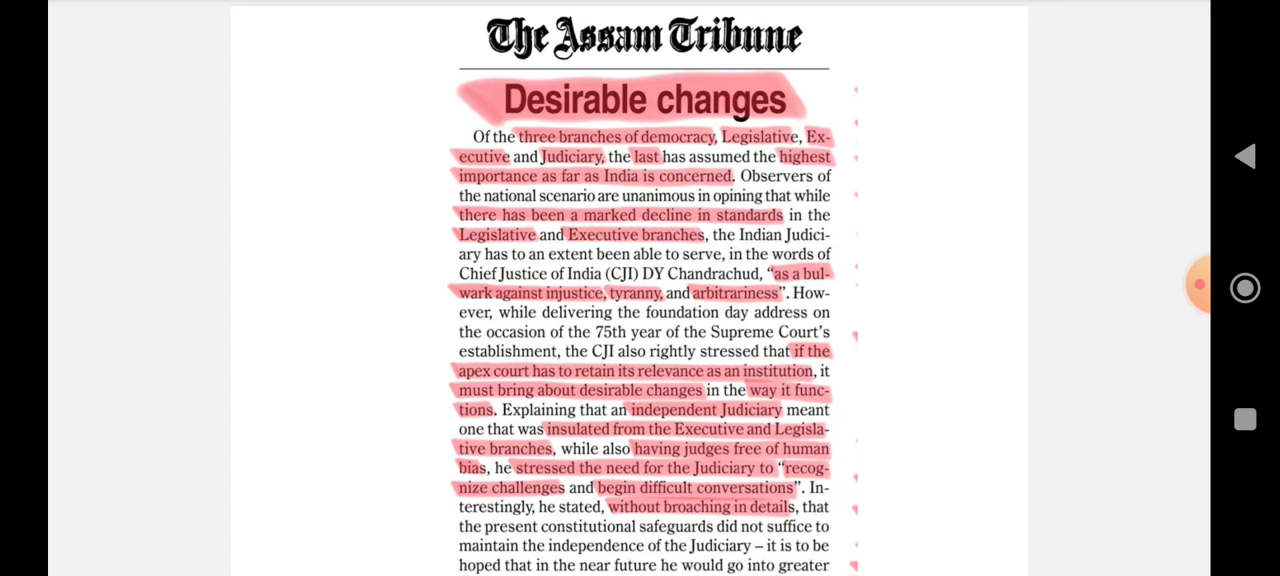 The Assam Tribune
Desirable changes
Of the three branches of democracy, Legislative, Ex-
ecutive and Judiciary, the last has assumed the highest
importance as far as India is concerned. Observers of
the national scenario are unanimous in opining that while
there has been a marked decline in standards in the
Legislative and Executive branches, the Indian Judici-
ary has to an extent been able to serve, in the words of
Chief Justice of India (CJI) DY Chandrachud, “as a bul-
wark against injustice, tyranny, and arbitrariness”. How-
ever, while delivering the foundation day address on
the occasion of the 75th year of the Supreme Court’s
establishment, the CJI also rightly stressed that if the
apex court has to retain its relevance as an institution, it
must bring about desirable changes in the way it func-
tions. Explaining that an independent Judiciary meant
one that was insulated from the Executive and Legisla-
tive branches, while also having judges free of human
bias, he stressed the need for the Judiciary to “recog-
nize challenges and begin difficult conversations”. In-
terestingly, he stated, without broaching in details, that
the present constitutional safeguards did not suffice to
maintain the independence of the Judiciary – it is to be
hoped that in the near future he would go into greater